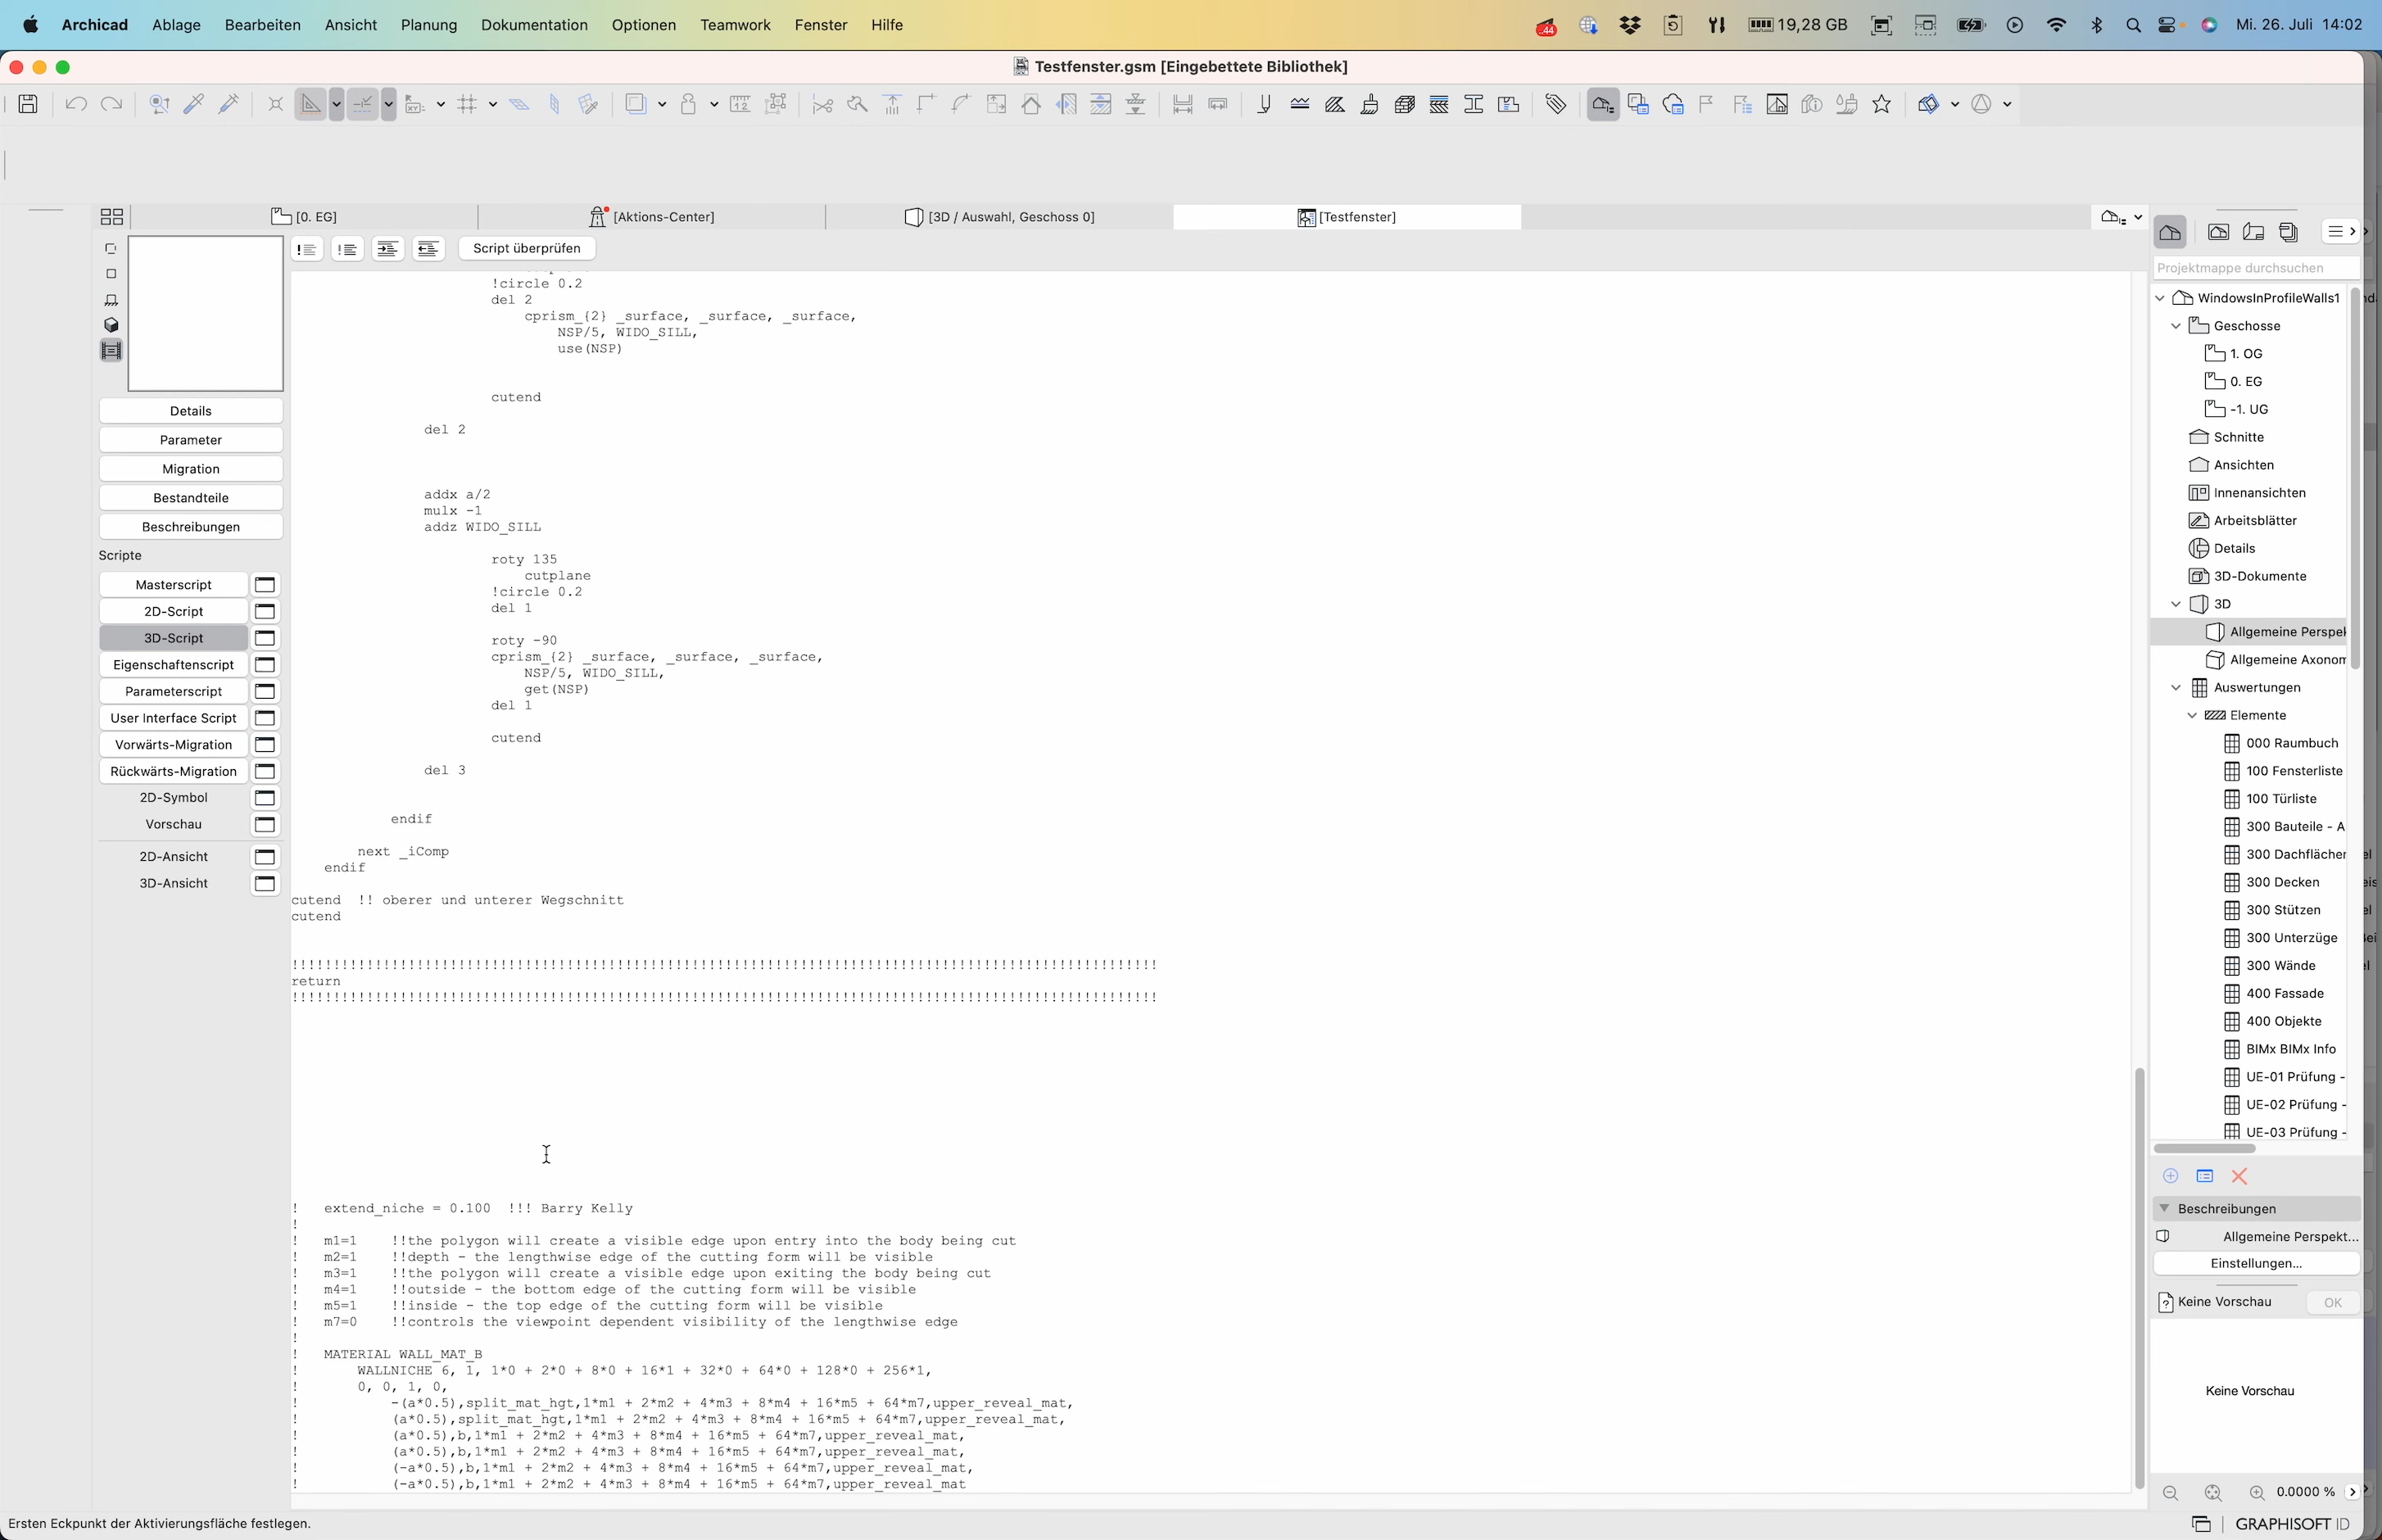 Archicad Ablage Bearbeiten Ansicht Planung Dokumentation Optionen Teamwork Fenster Hilfe
44 19,28 GB Mi. 26. Juli 14:02
Testfenster.gsm [Eingebettete Bibliothek]
[0. EG] [Aktions-Center] [3D / Auswahl, Geschoss 0] [Testfenster]
Script überprüfen
Details
Parameter
Migration
Bestandteile
Beschreibungen
Scripte
Masterscript
2D-Script
3D-Script
Eigenschaftenscript
Parameterscript
User Interface Script
Vorwärts-Migration
Rückwärts-Migration
2D-Symbol
Vorschau
2D-Ansicht
3D-Ansicht
!circle 0.2
del 2
cprism_{2} _surface, _surface, _surface,
NSP/5, WIDO_SILL,
use(NSP)
cutend
del 2
addx a/2
mulx -1
addz WIDO_SILL
roty 135
cutplane
!circle 0.2
del 1
roty -90
cprism_{2} _surface, _surface, _surface,
NSP/5, WIDO_SILL,
get(NSP)
del 1
cutend
del 3
endif
next _iComp
endif
cutend !! oberer und unterer Wegschnitt
cutend
return
! extend_niche = 0.100 !!! Barry Kelly
!
! m1=1 !!the polygon will create a visible edge upon entry into the body being cut
! m2=1 !!depth - the lengthwise edge of the cutting form will be visible
! m3=1 !!the polygon will create a visible edge upon exiting the body being cut
! m4=1 !!outside - the bottom edge of the cutting form will be visible
! m5=1 !!inside - the top edge of the cutting form will be visible
! m7=0 !!controls the viewpoint dependent visibility of the lengthwise edge
!
! MATERIAL WALL_MAT_B
! WALLNICHE 6, 1, 1*0 + 2*0 + 8*0 + 16*1 + 32*0 + 64*0 + 128*0 + 256*1,
! 0, 0, 1, 0,
! -(a*0.5),split_mat_hgt,1*m1 + 2*m2 + 4*m3 + 8*m4 + 16*m5 + 64*m7,upper_reveal_mat,
! (a*0.5),split_mat_hgt,1*m1 + 2*m2 + 4*m3 + 8*m4 + 16*m5 + 64*m7,upper_reveal_mat,
! (a*0.5),b,1*m1 + 2*m2 + 4*m3 + 8*m4 + 16*m5 + 64*m7,upper_reveal_mat,
! (a*0.5),b,1*m1 + 2*m2 + 4*m3 + 8*m4 + 16*m5 + 64*m7,upper_reveal_mat,
! (-a*0.5),b,1*m1 + 2*m2 + 4*m3 + 8*m4 + 16*m5 + 64*m7,upper_reveal_mat,
! (-a*0.5),b,1*m1 + 2*m2 + 4*m3 + 8*m4 + 16*m5 + 64*m7,upper_reveal_mat
Projektmappe durchsuchen
WindowsInProfileWalls1
Geschosse
1. OG
0. EG
-1. UG
Schnitte
Ansichten
Innenansichten
Arbeitsblätter
Details
3D-Dokumente
3D
Allgemeine Perspek
Allgemeine Axonom
Auswertungen
Elemente
000 Raumbuch
100 Fensterliste
100 Türliste
300 Bauteile - A
300 Dachflächen
300 Decken
300 Stützen
300 Unterzüge
300 Wände
400 Fassade
400 Objekte
BIMx BIMx Info
UE-01 Prüfung -
UE-02 Prüfung -
UE-03 Prüfung -
Beschreibungen
Allgemeine Perspekt...
Einstellungen...
Keine Vorschau OK
Keine Vorschau
0.0000 %
Ersten Eckpunkt der Aktivierungsfläche festlegen.
GRAPHISOFT ID